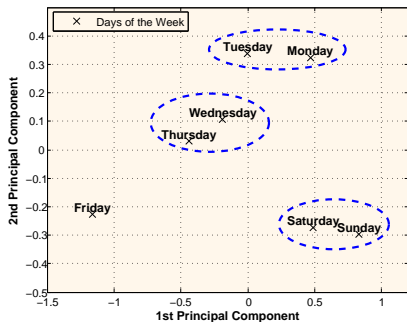 × Days of the Week
Tuesday
Monday
Wednesday
Thursday
Friday
Saturday
Sunday
2nd Principal Component
0.4
0.3
0.2
0.1
0
−0.1
−0.2
−0.3
−0.4
−0.5
−1.5
−1
−0.5
0
0.5
1
1st Principal Component